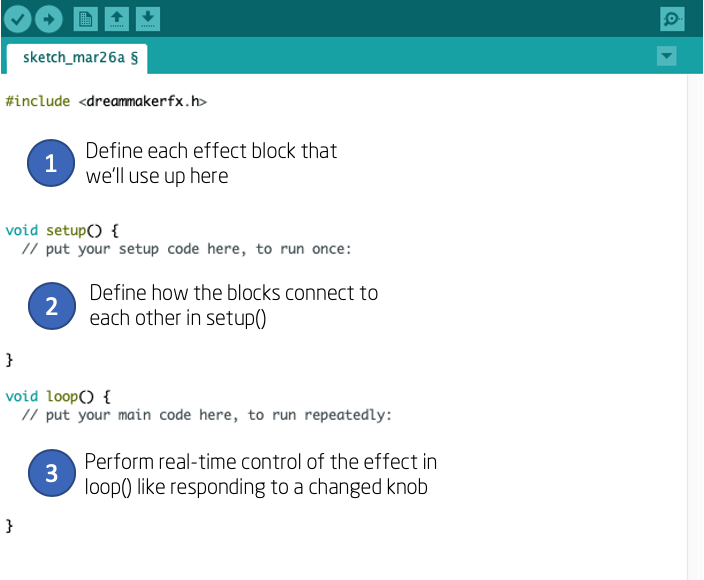 sketch_mar26a §
#include <dreammakerfx.h>
1
Define each effect block that
we'll use up here
void setup() {
// put your setup code here, to run once:
2
Define how the blocks connect to
each other in setup()
}
void loop() {
// put your main code here, to run repeatedly:
3
Perform real-time control of the effect in
loop() like responding to a changed knob
}